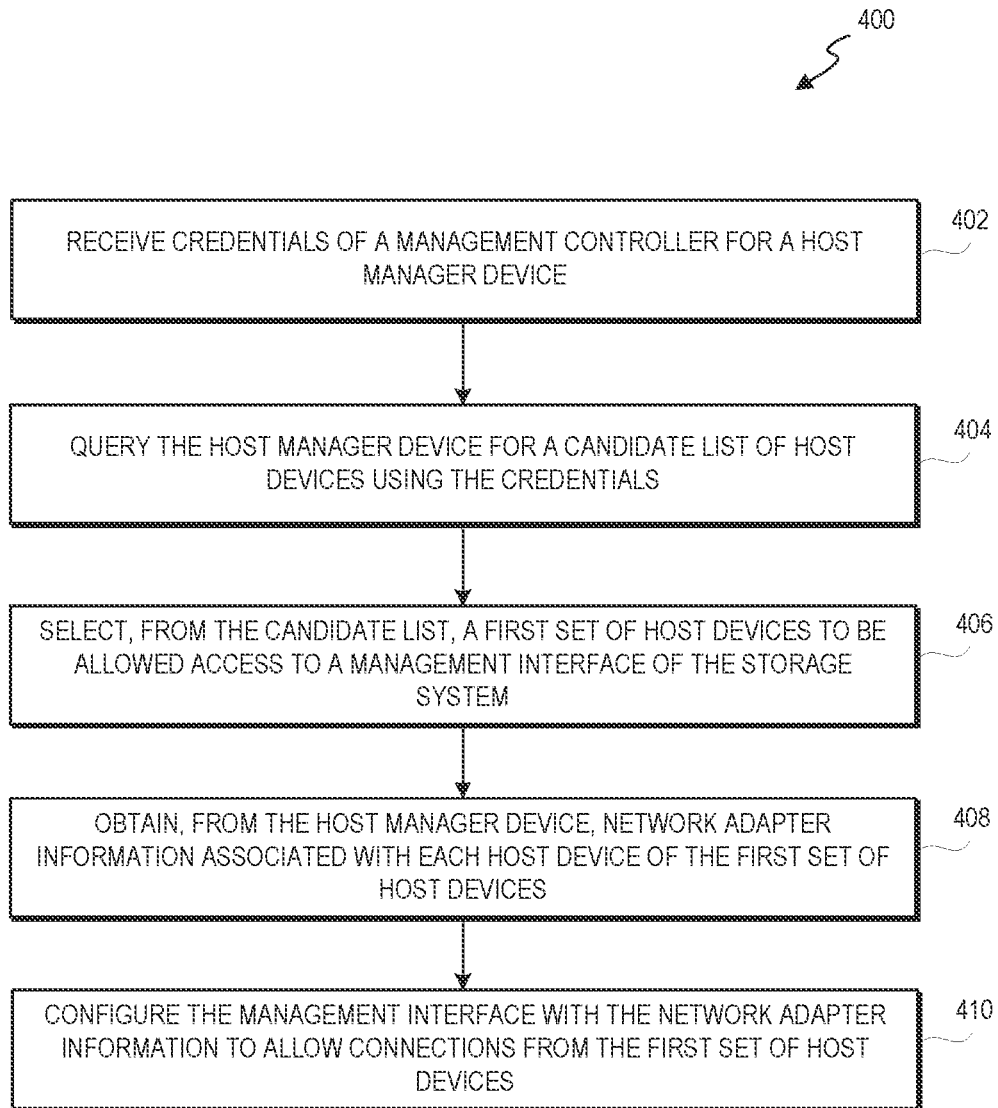 400
RECEIVE CREDENTIALS OF A MANAGEMENT CONTROLLER FOR A HOST
MANAGER DEVICE
402
QUERY THE HOST MANAGER DEVICE FOR A CANDIDATE LIST OF HOST
DEVICES USING THE CREDENTIALS
404
SELECT, FROM THE CANDIDATE LIST, A FIRST SET OF HOST DEVICES TO BE
ALLOWED ACCESS TO A MANAGEMENT INTERFACE OF THE STORAGE
SYSTEM
406
OBTAIN, FROM THE HOST MANAGER DEVICE, NETWORK ADAPTER
INFORMATION ASSOCIATED WITH EACH HOST DEVICE OF THE FIRST SET OF
HOST DEVICES
408
CONFIGURE THE MANAGEMENT INTERFACE WITH THE NETWORK ADAPTER
INFORMATION TO ALLOW CONNECTIONS FROM THE FIRST SET OF HOST
DEVICES
410